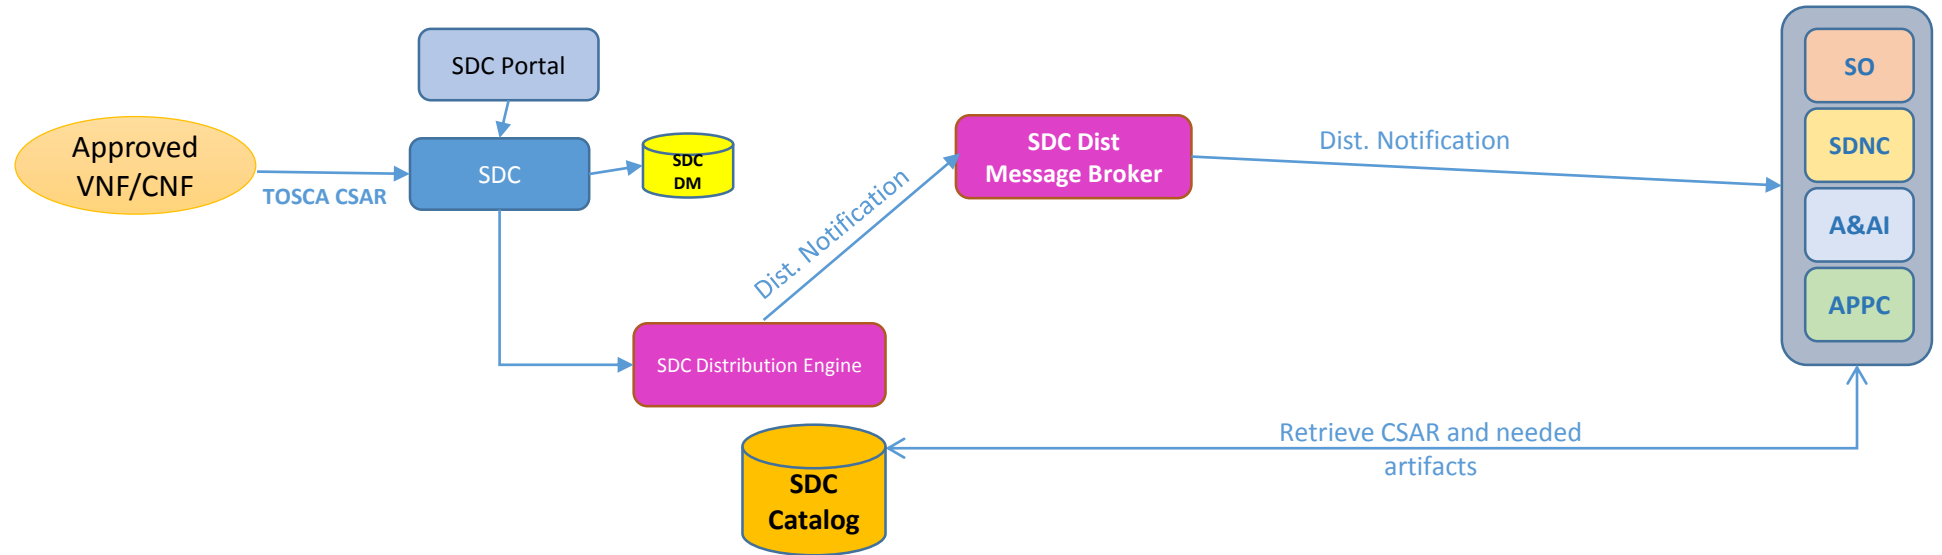 SDC Portal
Approved
VNF/CNF
TOSCA CSAR
SDC
SDC
DM
SDC Dist
Message Broker
Dist. Notification
Dist. Notification
SO
SDNC
A&AI
APPC
SDC Distribution Engine
Retrieve CSAR and needed
artifacts
SDC
Catalog